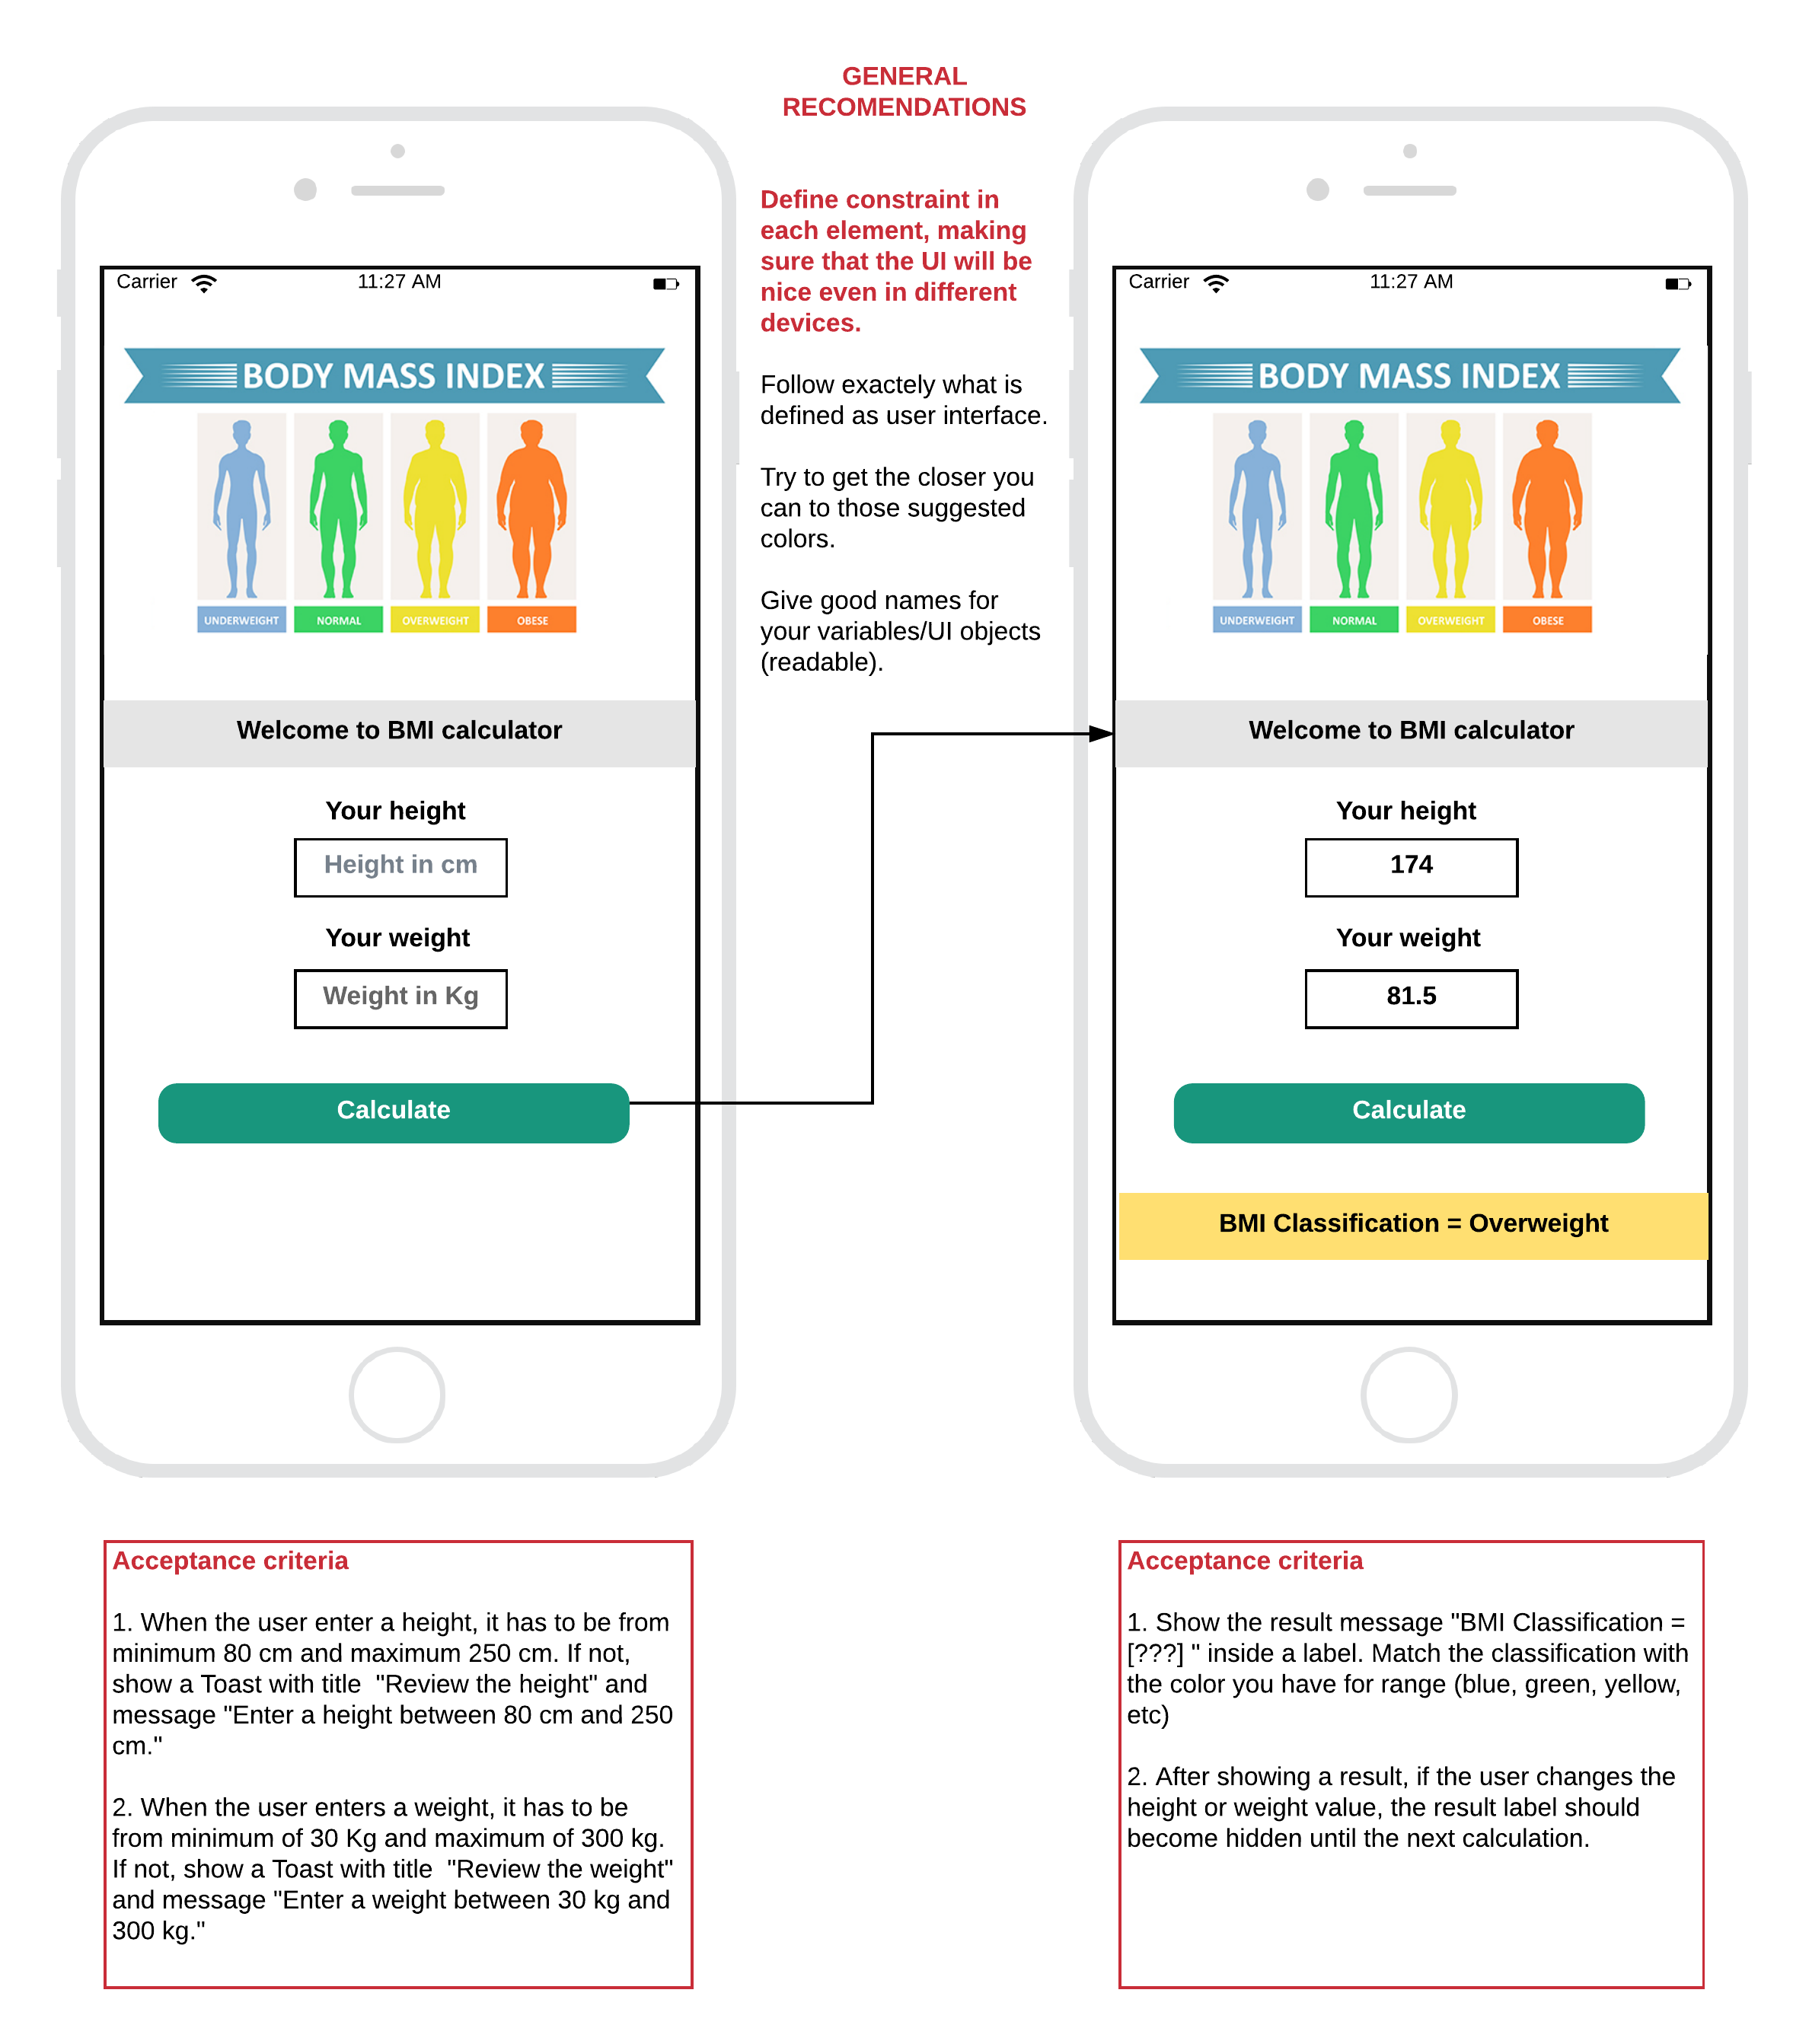 GENERAL
RECOMENDATIONS
Define constraint in
each element, making
sure that the UI will be
nice even in different
devices.
Follow exactely what is
defined as user interface.
Try to get the closer you
can to those suggested
colors.
Give good names for
your variables/UI objects
(readable).
Carrier 11:27 AM
BODY MASS INDEX
UNDERWEIGHT NORMAL OVERWEIGHT OBESE
Welcome to BMI calculator
Your height
Height in cm
Your weight
Weight in Kg
Calculate
Carrier 11:27 AM
BODY MASS INDEX
UNDERWEIGHT NORMAL OVERWEIGHT OBESE
Welcome to BMI calculator
Your height
174
Your weight
81.5
Calculate
BMI Classification = Overweight
Acceptance criteria
1. When the user enter a height, it has to be from
minimum 80 cm and maximum 250 cm. If not,
show a Toast with title  "Review the height" and
message "Enter a height between 80 cm and 250
cm."
2. When the user enters a weight, it has to be
from minimum of 30 Kg and maximum of 300 kg.
If not, show a Toast with title  "Review the weight"
and message "Enter a weight between 30 kg and
300 kg."
Acceptance criteria
1. Show the result message "BMI Classification =
[???] " inside a label. Match the classification with
the color you have for range (blue, green, yellow,
etc)
2. After showing a result, if the user changes the
height or weight value, the result label should
become hidden until the next calculation.